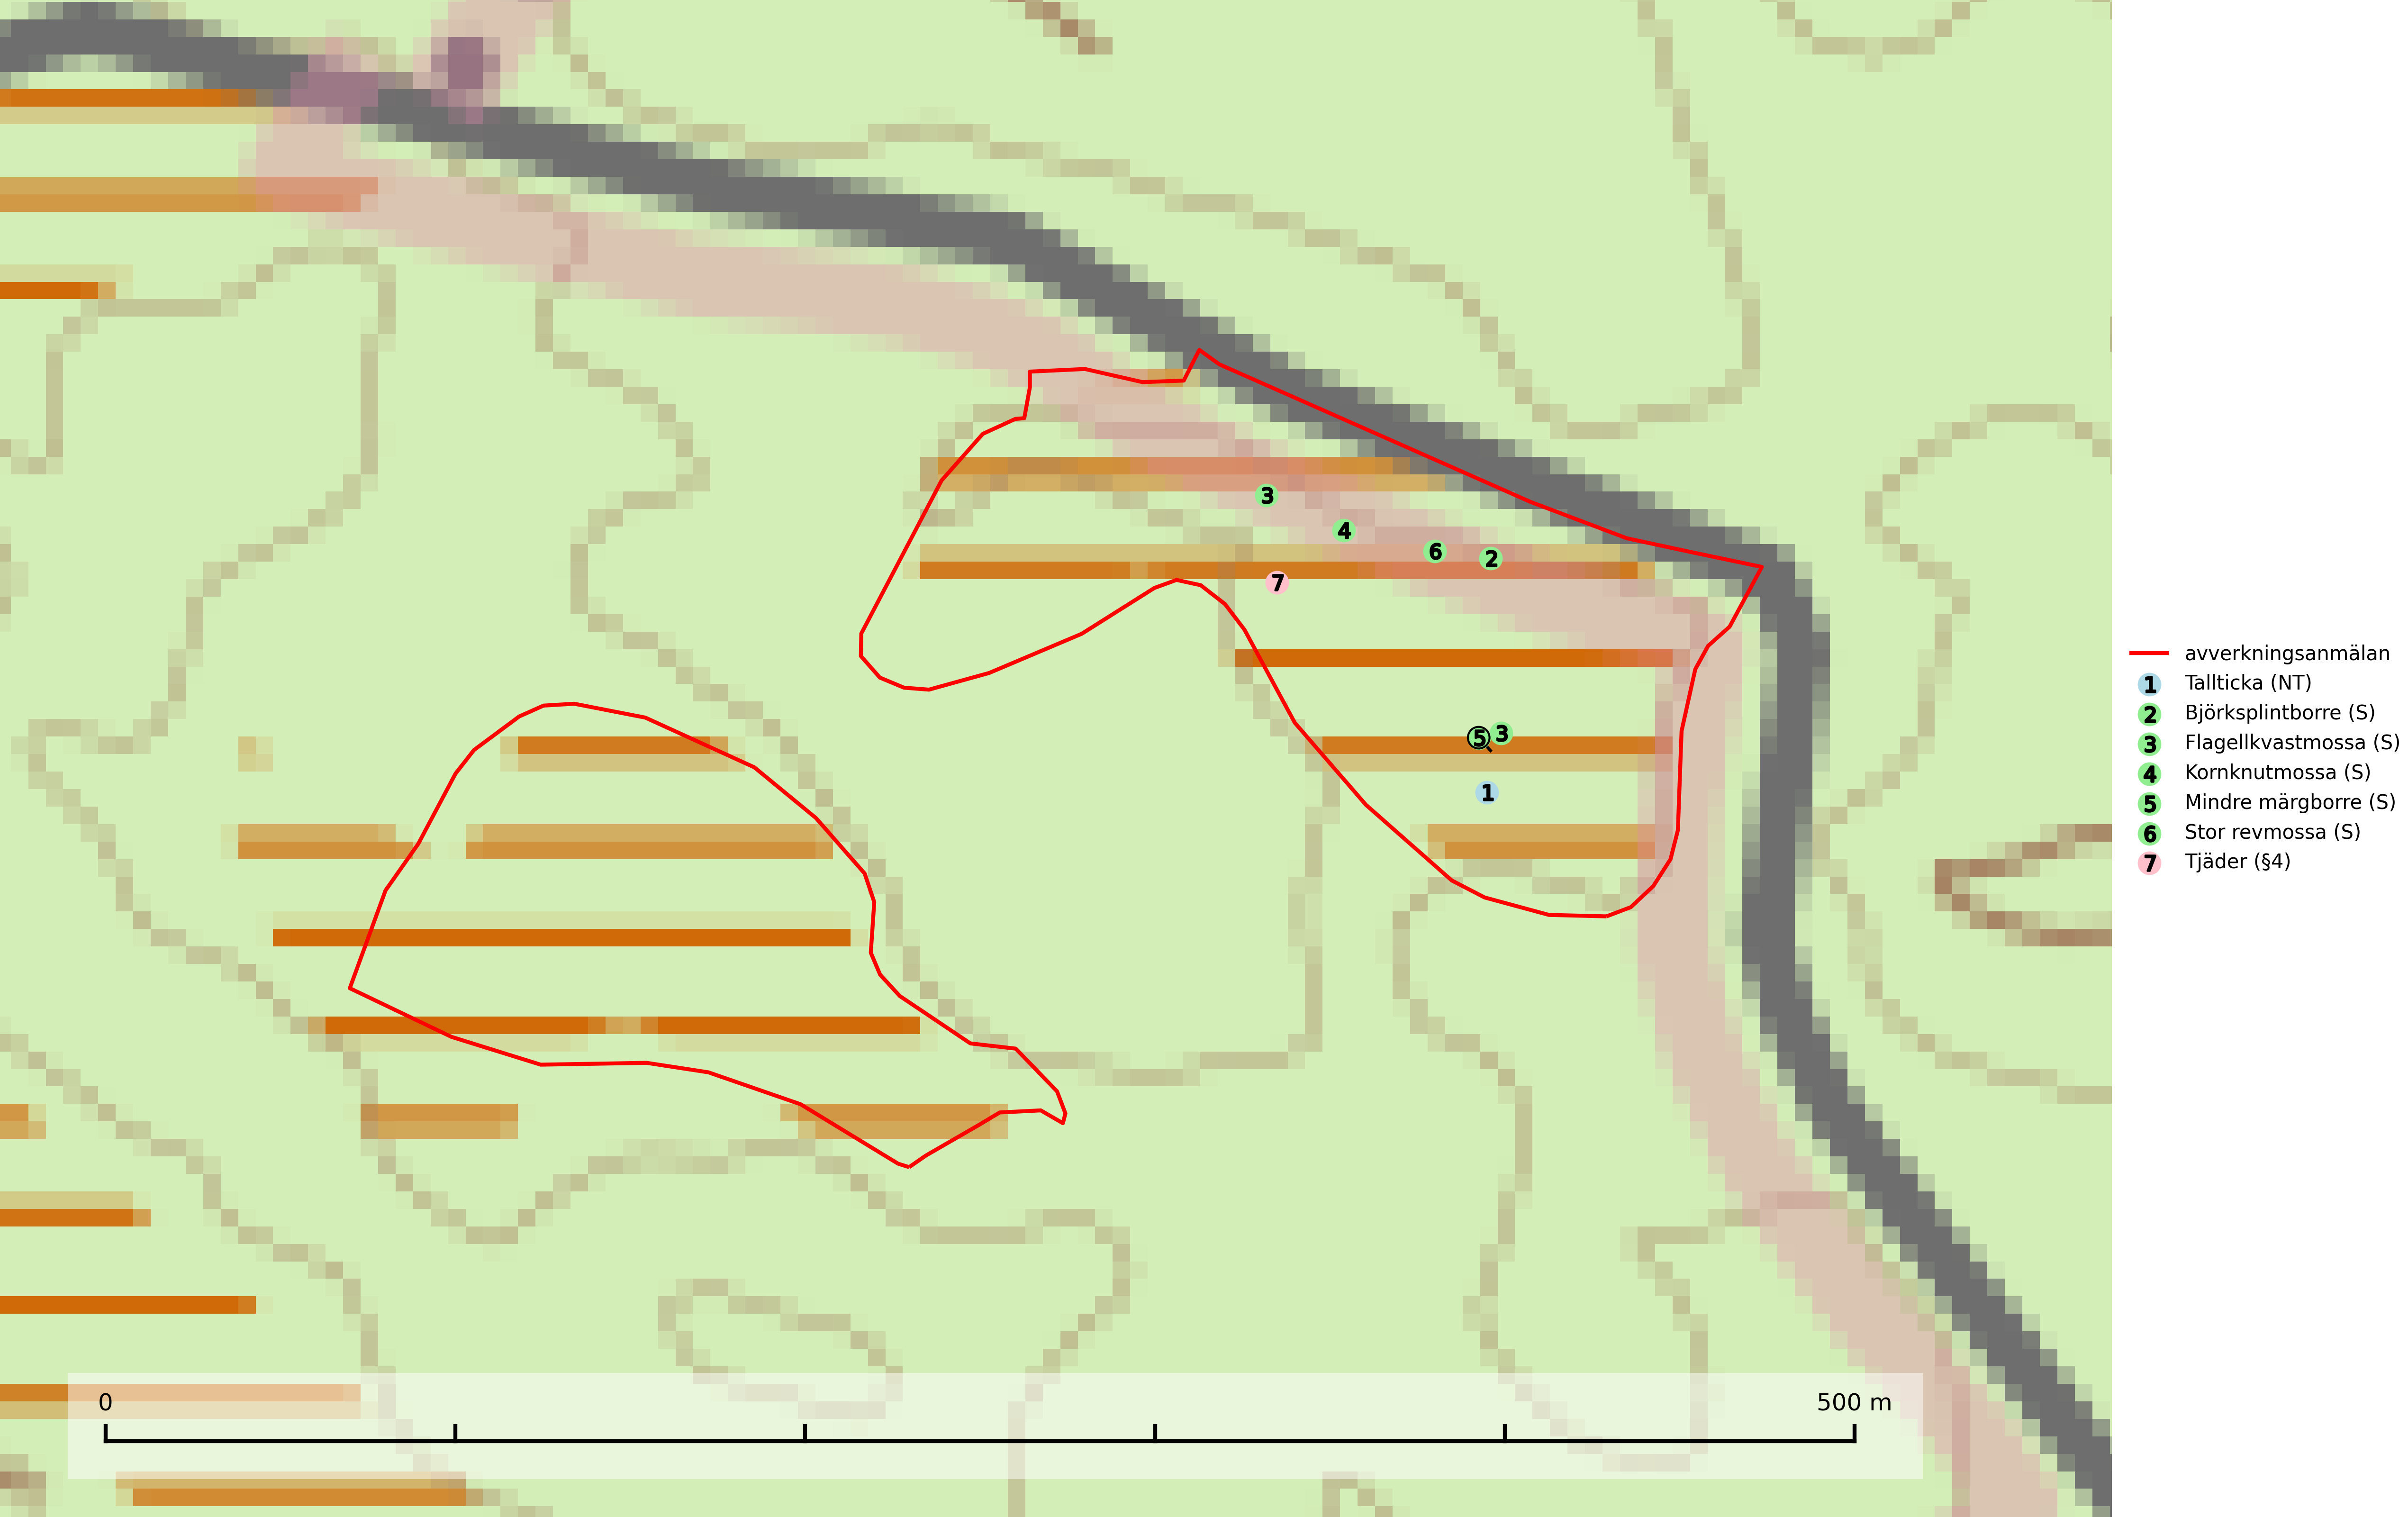 3
4
6
2
7
5
3
1
avverkningsanmälan
1 Tallticka (NT)
2 Björksplintborre (S)
3 Flagellkvastmossa (S)
4 Kornknutmossa (S)
5 Mindre märgborre (S)
6 Stor revmossa (S)
7 Tjäder (§4)
0
500 m